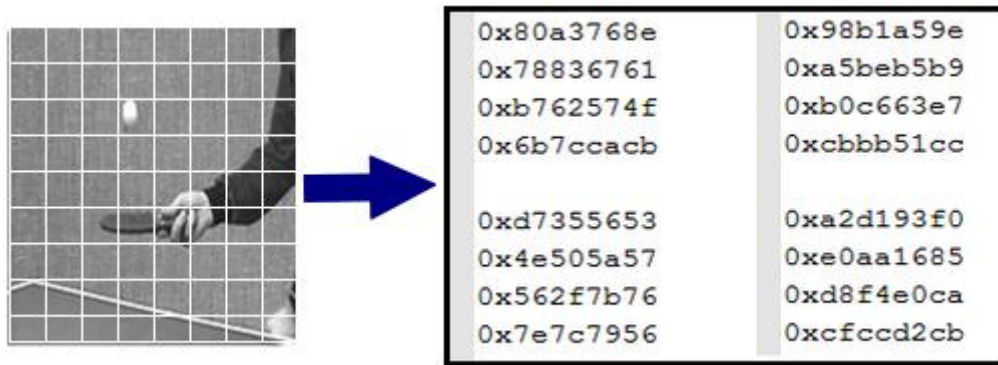 0x80a3768e 0x98b1a59e
0x78836761 0xa5beb5b9
0xb762574f 0xb0c663e7
0x6b7ccacb 0xcbbb51cc
0xd7355653 0xa2d193f0
0x4e505a57 0xe0aa1685
0x562f7b76 0xd8f4e0ca
0x7e7c7956 0xcfccd2cb